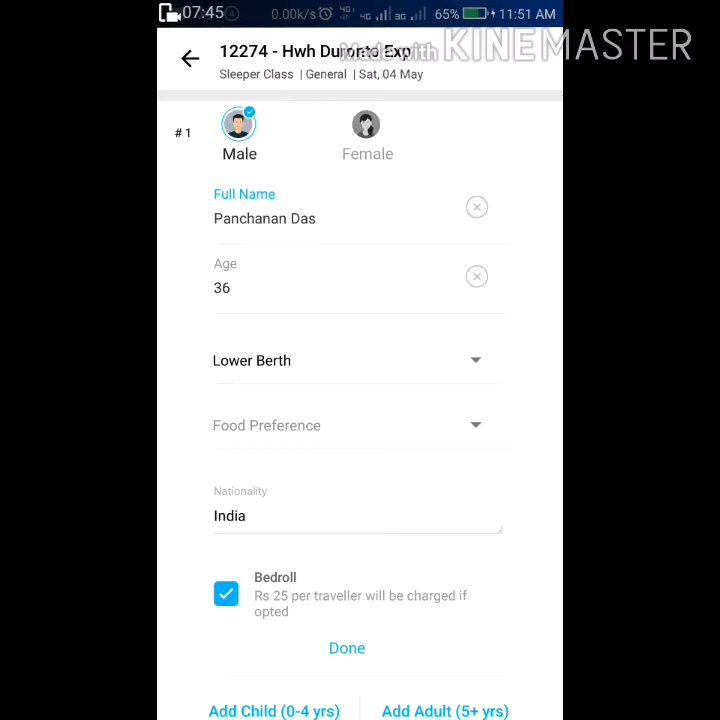 07:45 4 0.00k/s 4G 4G 3G 65% 11:51 AM
12274 - Hwh Duronto Exp
Made with KINEMASTER
Sleeper Class | General | Sat, 04 May
# 1
Male Female
Full Name
Panchanan Das
Age
36
Lower Berth
Food Preference
Nationality
India
Bedroll
Rs 25 per traveller will be charged if
opted
Done
Add Child (0-4 yrs) Add Adult (5+ yrs)